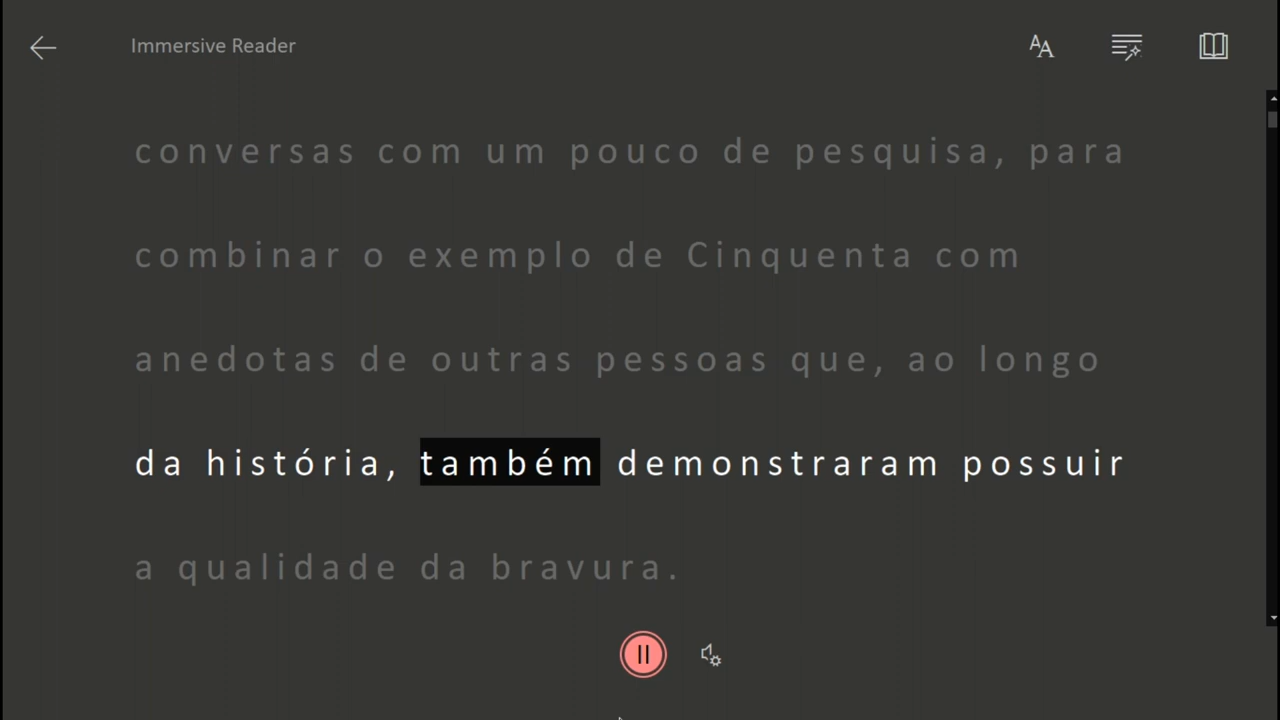 Immersive Reader
conversas com um pouco de pesquisa, para
combinar o exemplo de Cinquenta com
anedotas de outras pessoas que, ao longo
da história, também demonstraram possuir
a qualidade da bravura.